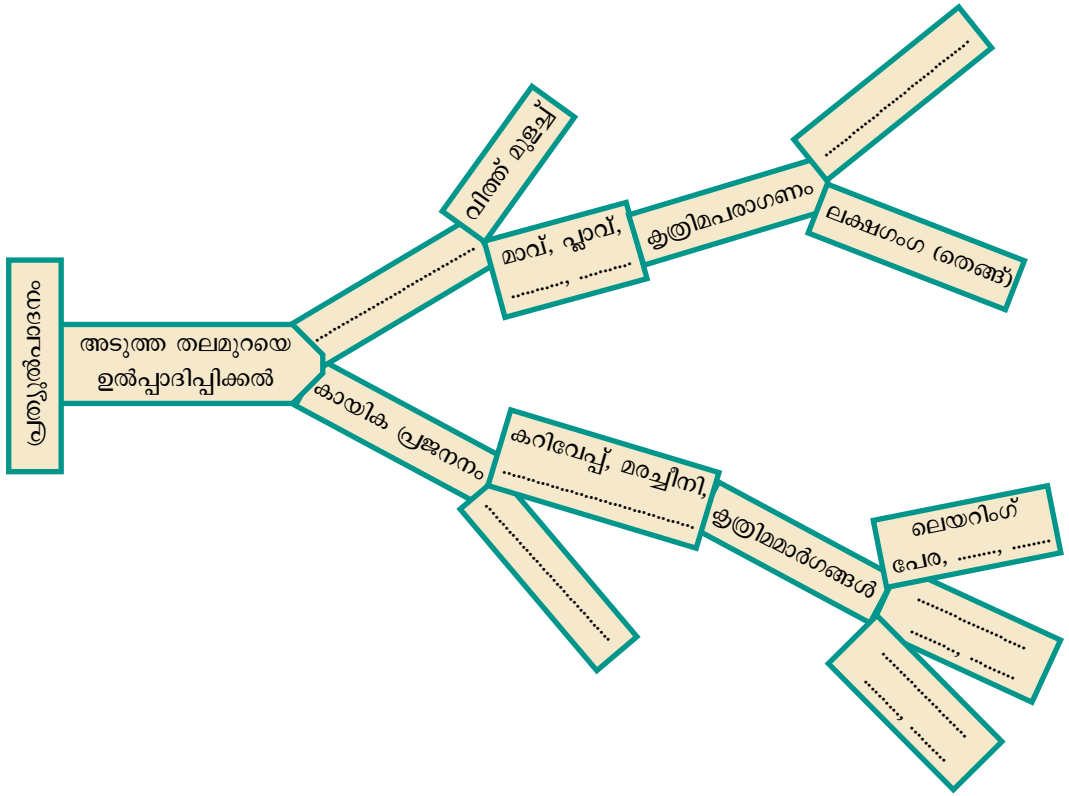 പ്രത്യുൽപാദനം
അടുത്ത തലമുറയെ
ഉൽപ്പാദിപ്പിക്കൽ
..............................
വിത്ത് മുളച്ച്
മാവ്, പ്ലാവ്,
.........., ..........
കൃത്രിമപരാഗണം
..............................
ലക്ഷഗംഗ (തെങ്ങ്)
കായിക പ്രജനനം
കറിവേപ്പ്, മരച്ചീനി,
........................................
..............................
കൃത്രിമമാർഗങ്ങൾ
ലെയറിംഗ്
പേര, ......., ........
......................
........, .........
......................
........, .........